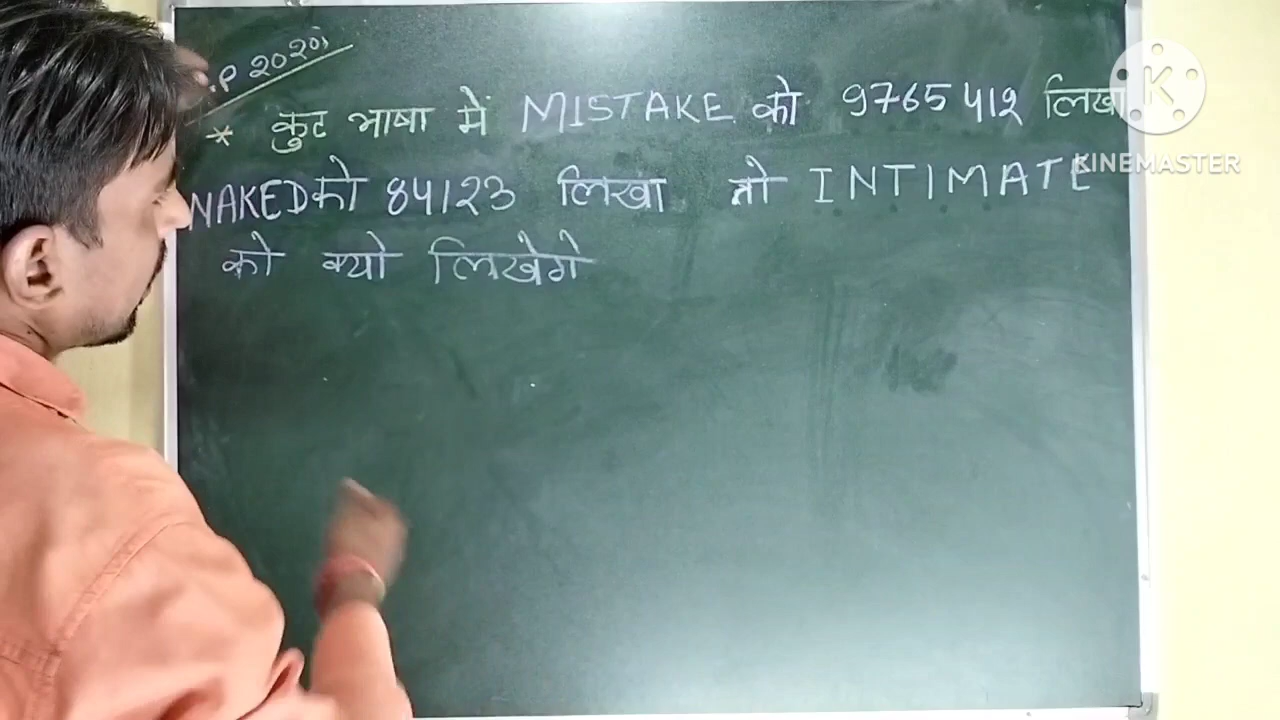 .P 2020)
* कुट भाषा में MISTAKE को 9765412 लिखा
NAKED को 84123 लिखा तो INTIMATE
को क्यो लिखेगे
K
KINEMASTER